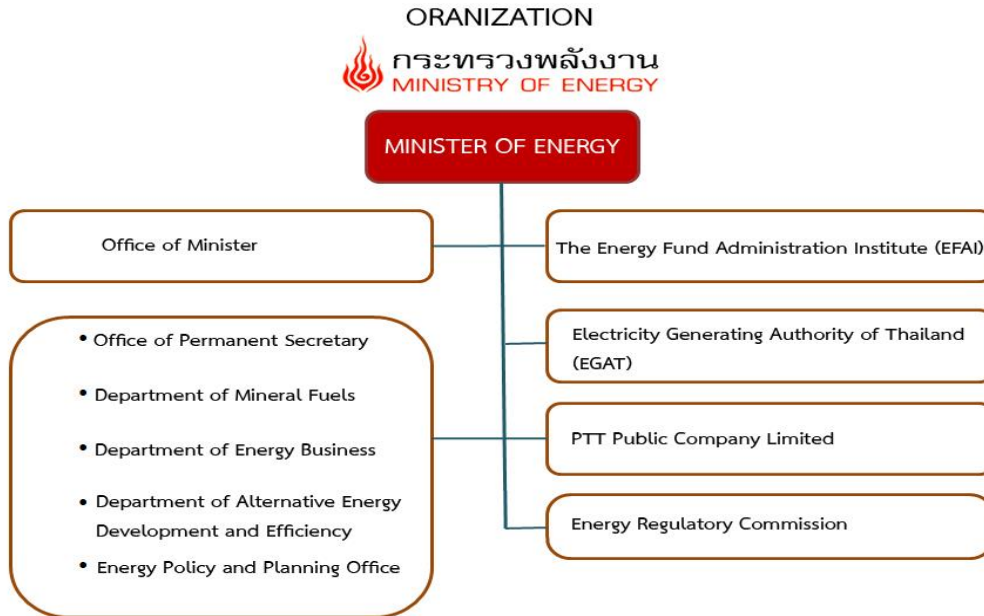 ORANIZATION
กระทรวงพลังงาน
MINISTRY OF ENERGY
MINISTER OF ENERGY
Office of Minister
• Office of Permanent Secretary
• Department of Mineral Fuels
• Department of Energy Business
• Department of Alternative Energy
Development and Efficiency
• Energy Policy and Planning Office
The Energy Fund Administration Institute (EFAI)
Electricity Generating Authority of Thailand
(EGAT)
PTT Public Company Limited
Energy Regulatory Commission